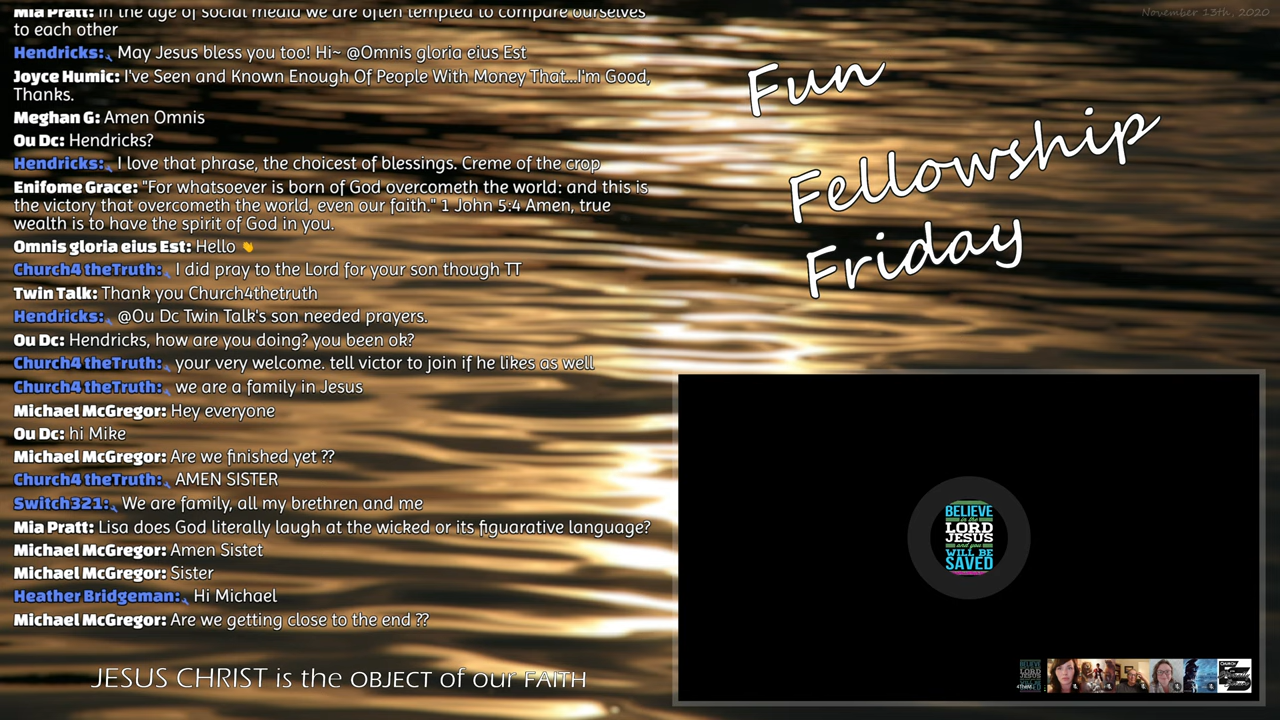 November 13th, 2020
Mia Pratt: In the age of social media we are often tempted to compare ourselves
to each other
Hendricks: May Jesus bless you too! Hi~ @Omnis gloria eius Est
Joyce Humic: I've Seen and Known Enough Of People With Money That...I'm Good,
Thanks.
Meghan G: Amen Omnis
Ou Dc: Hendricks?
Hendricks: I love that phrase, the choicest of blessings. Creme of the crop
Enifome Grace: "For whatsoever is born of God overcometh the world: and this is
the victory that overcometh the world, even our faith." 1 John 5:4 Amen, true
wealth is to have the spirit of God in you.
Omnis gloria eius Est: Hello 👋
Church4 theTruth: I did pray to the Lord for your son though TT
Twin Talk: Thank you Church4thetruth
Hendricks: @Ou Dc Twin Talk's son needed prayers.
Ou Dc: Hendricks, how are you doing? you been ok?
Church4 theTruth: your very welcome. tell victor to join if he likes as well
Church4 theTruth: we are a family in Jesus
Michael McGregor: Hey everyone
Ou Dc: hi Mike
Michael McGregor: Are we finished yet ??
Church4 theTruth: AMEN SISTER
Switch321: We are family, all my brethren and me
Mia Pratt: Lisa does God literally laugh at the wicked or its figuarative language?
Michael McGregor: Amen Sistet
Michael McGregor: Sister
Heather Bridgeman: Hi Michael
Michael McGregor: Are we getting close to the end ??
JESUS CHRIST is the OBJECT of our FAITH
Fun
Fellowship
Friday
BELIEVE
in the
LORD
JESUS
and you
WILL BE
SAVED